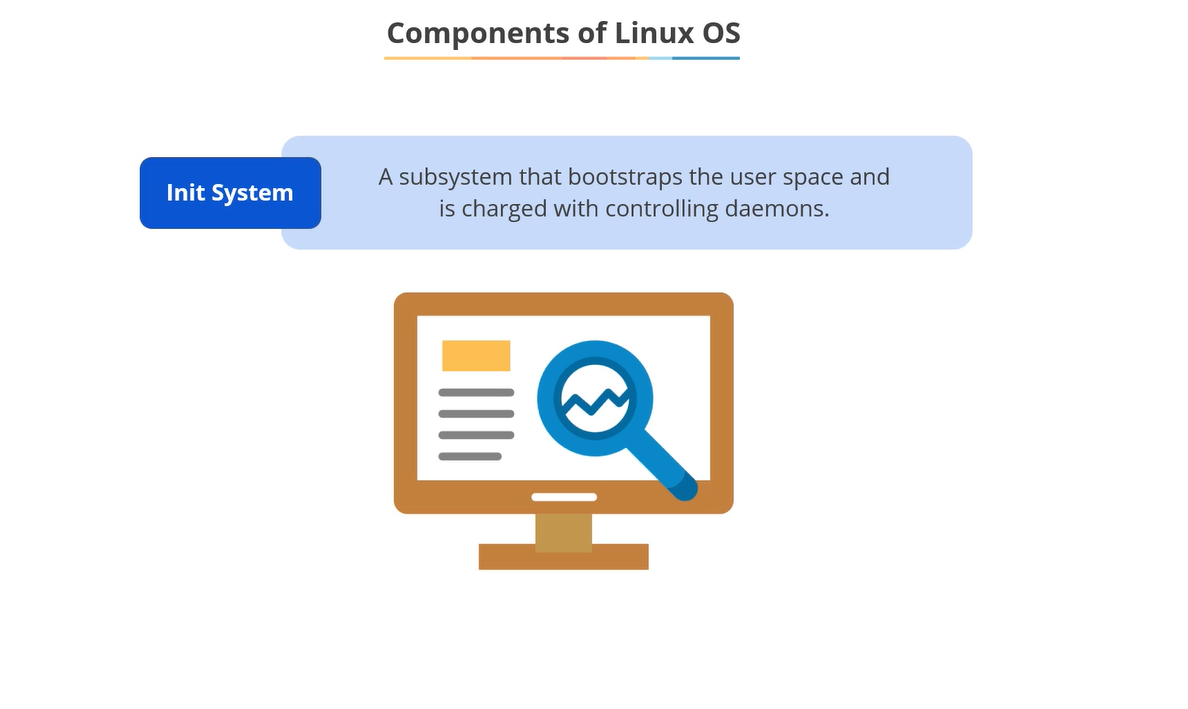 Components of Linux OS
Init System
A subsystem that bootstraps the user space and
is charged with controlling daemons.